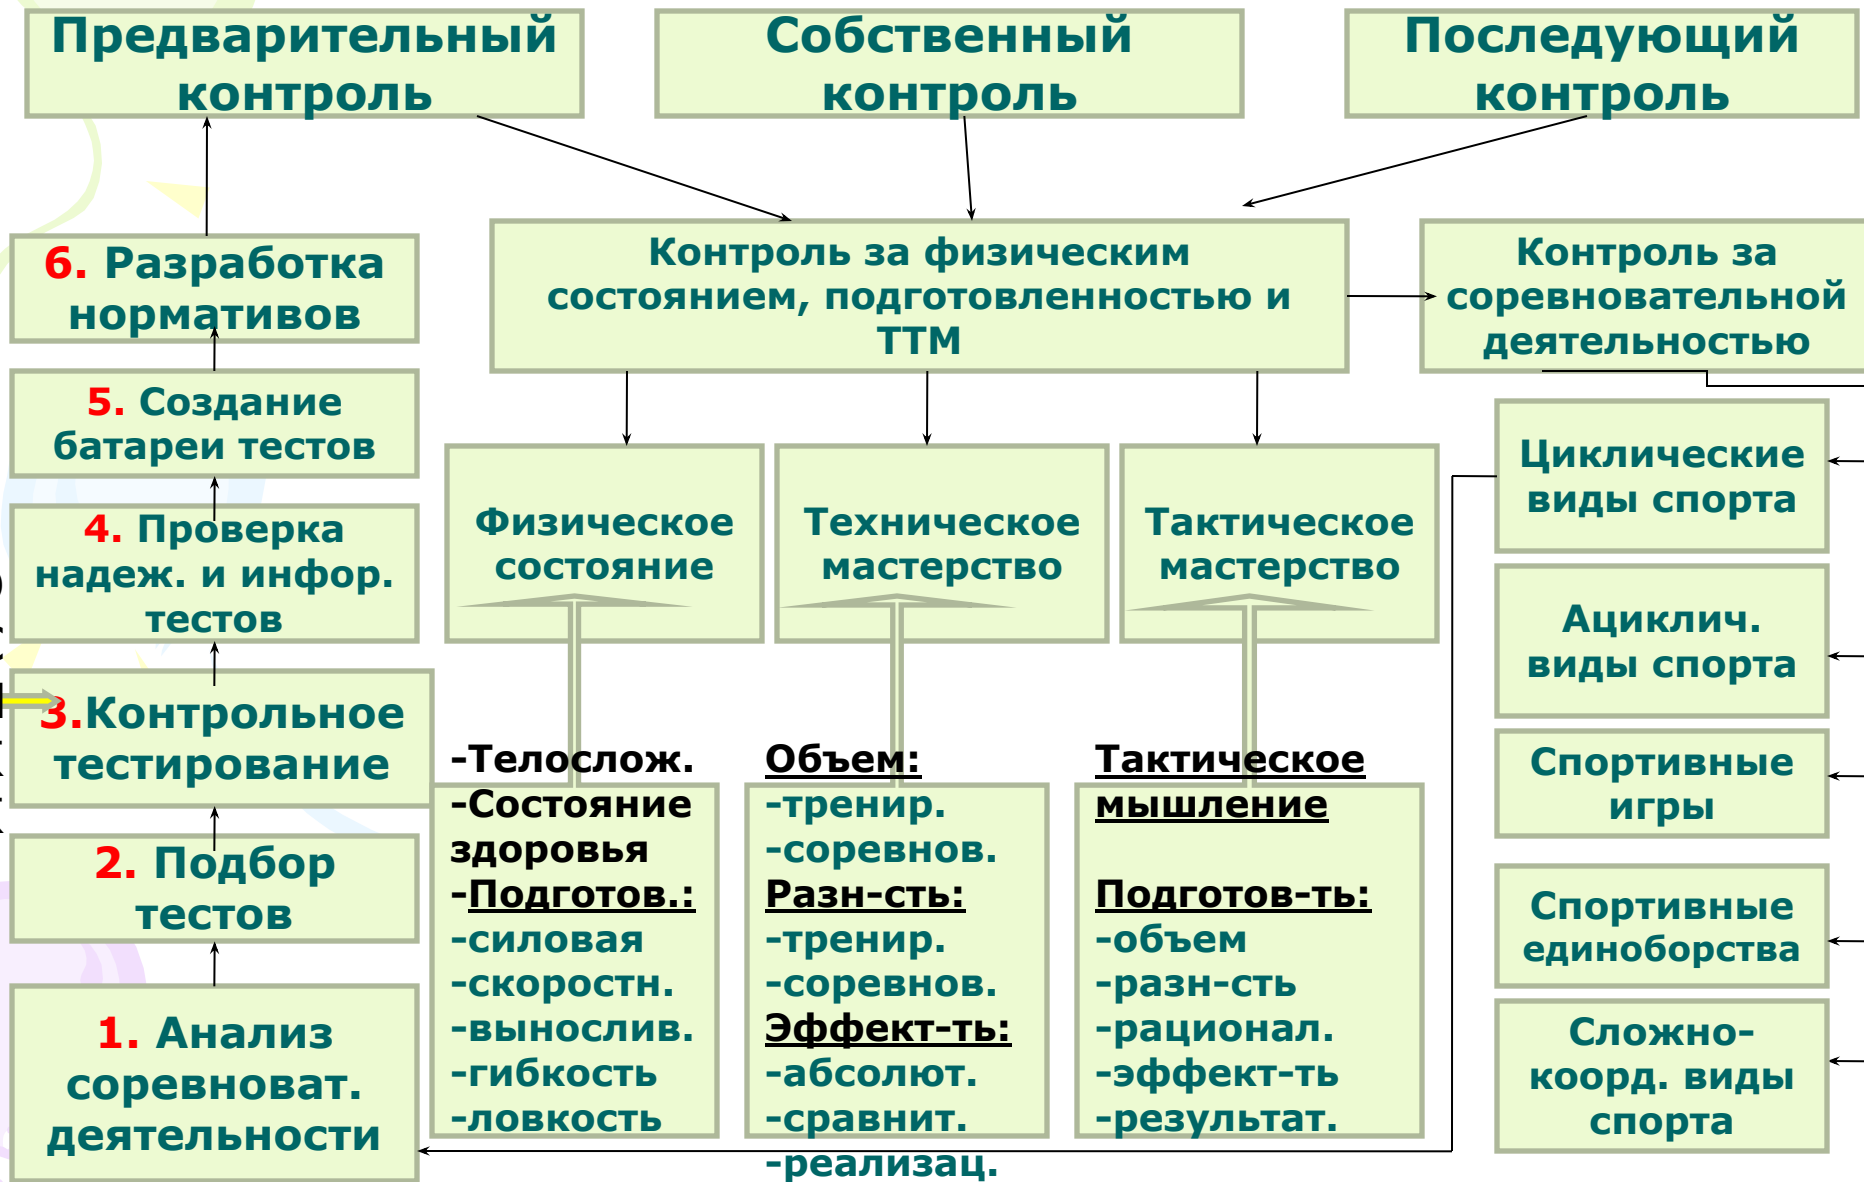 Предварительный
контроль
Собственный
контроль
Последующий
контроль
6. Разработка
нормативов
Контроль за физическим
состоянием, подготовленностью и
ТТМ
Контроль за
соревновательной
деятельностью
5. Создание
батареи тестов
4. Проверка
надеж. и инфор.
тестов
3.Контрольное
тестирование
2. Подбор
тестов
1. Анализ
соревноват.
деятельности
Физическое
состояние
Техническое
мастерство
Тактическое
мастерство
-Телослож.
-Состояние
здоровья
-Подготов.:
-силовая
-скоростн.
-вынослив.
-гибкость
-ловкость
Объем:
-тренир.
-соревнов.
Разн-сть:
-тренир.
-соревнов.
Эффект-ть:
-абсолют.
-сравнит.
-реализац.
Тактическое
мышление
Подготов-ть:
-объем
-разн-сть
-рационал.
-эффект-ть
-результат.
Циклические
виды спорта
Ациклич.
виды спорта
Спортивные
игры
Спортивные
единоборства
Сложно-
коорд. виды
спорта